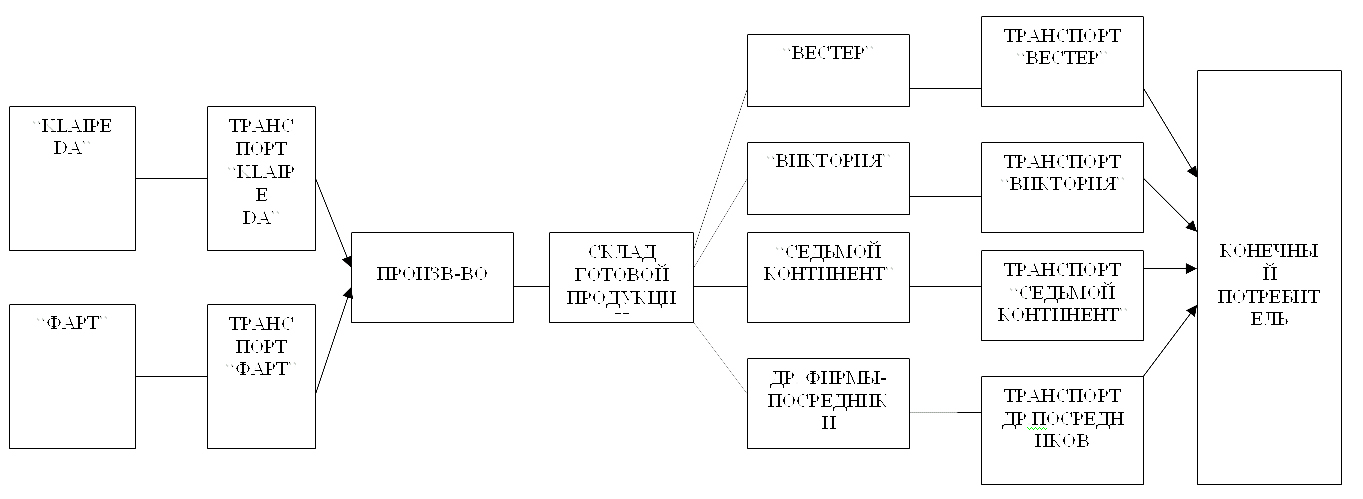 “KLAIPE
DA”
ТРАНС
ПОРТ
“KLAIP
E
DA”
“ФАРТ”
ТРАНС
ПОРТ
“ФАРТ”
ПРОИЗВ-ВО
СКЛАД
ГОТОВОЙ
ПРОДУКЦИ
И
“ВЕСТЕР”
“ВИКТОРИЯ”
“СЕДЬМОЙ
КОНТИНЕНТ”
ДР. ФИРМЫ-
ПОСРЕДНИК
И
ТРАНСПОРТ
“ВЕСТЕР”
ТРАНСПОРТ
“ВИКТОРИЯ”
ТРАНСПОРТ
“СЕДЬМОЙ
КОНТИНЕНТ”
ТРАНСПОРТ
ДР.ПОСРЕДН
ИКОВ
КОНЕЧНЫ
Й
ПОТРЕБИТ
ЕЛЬ